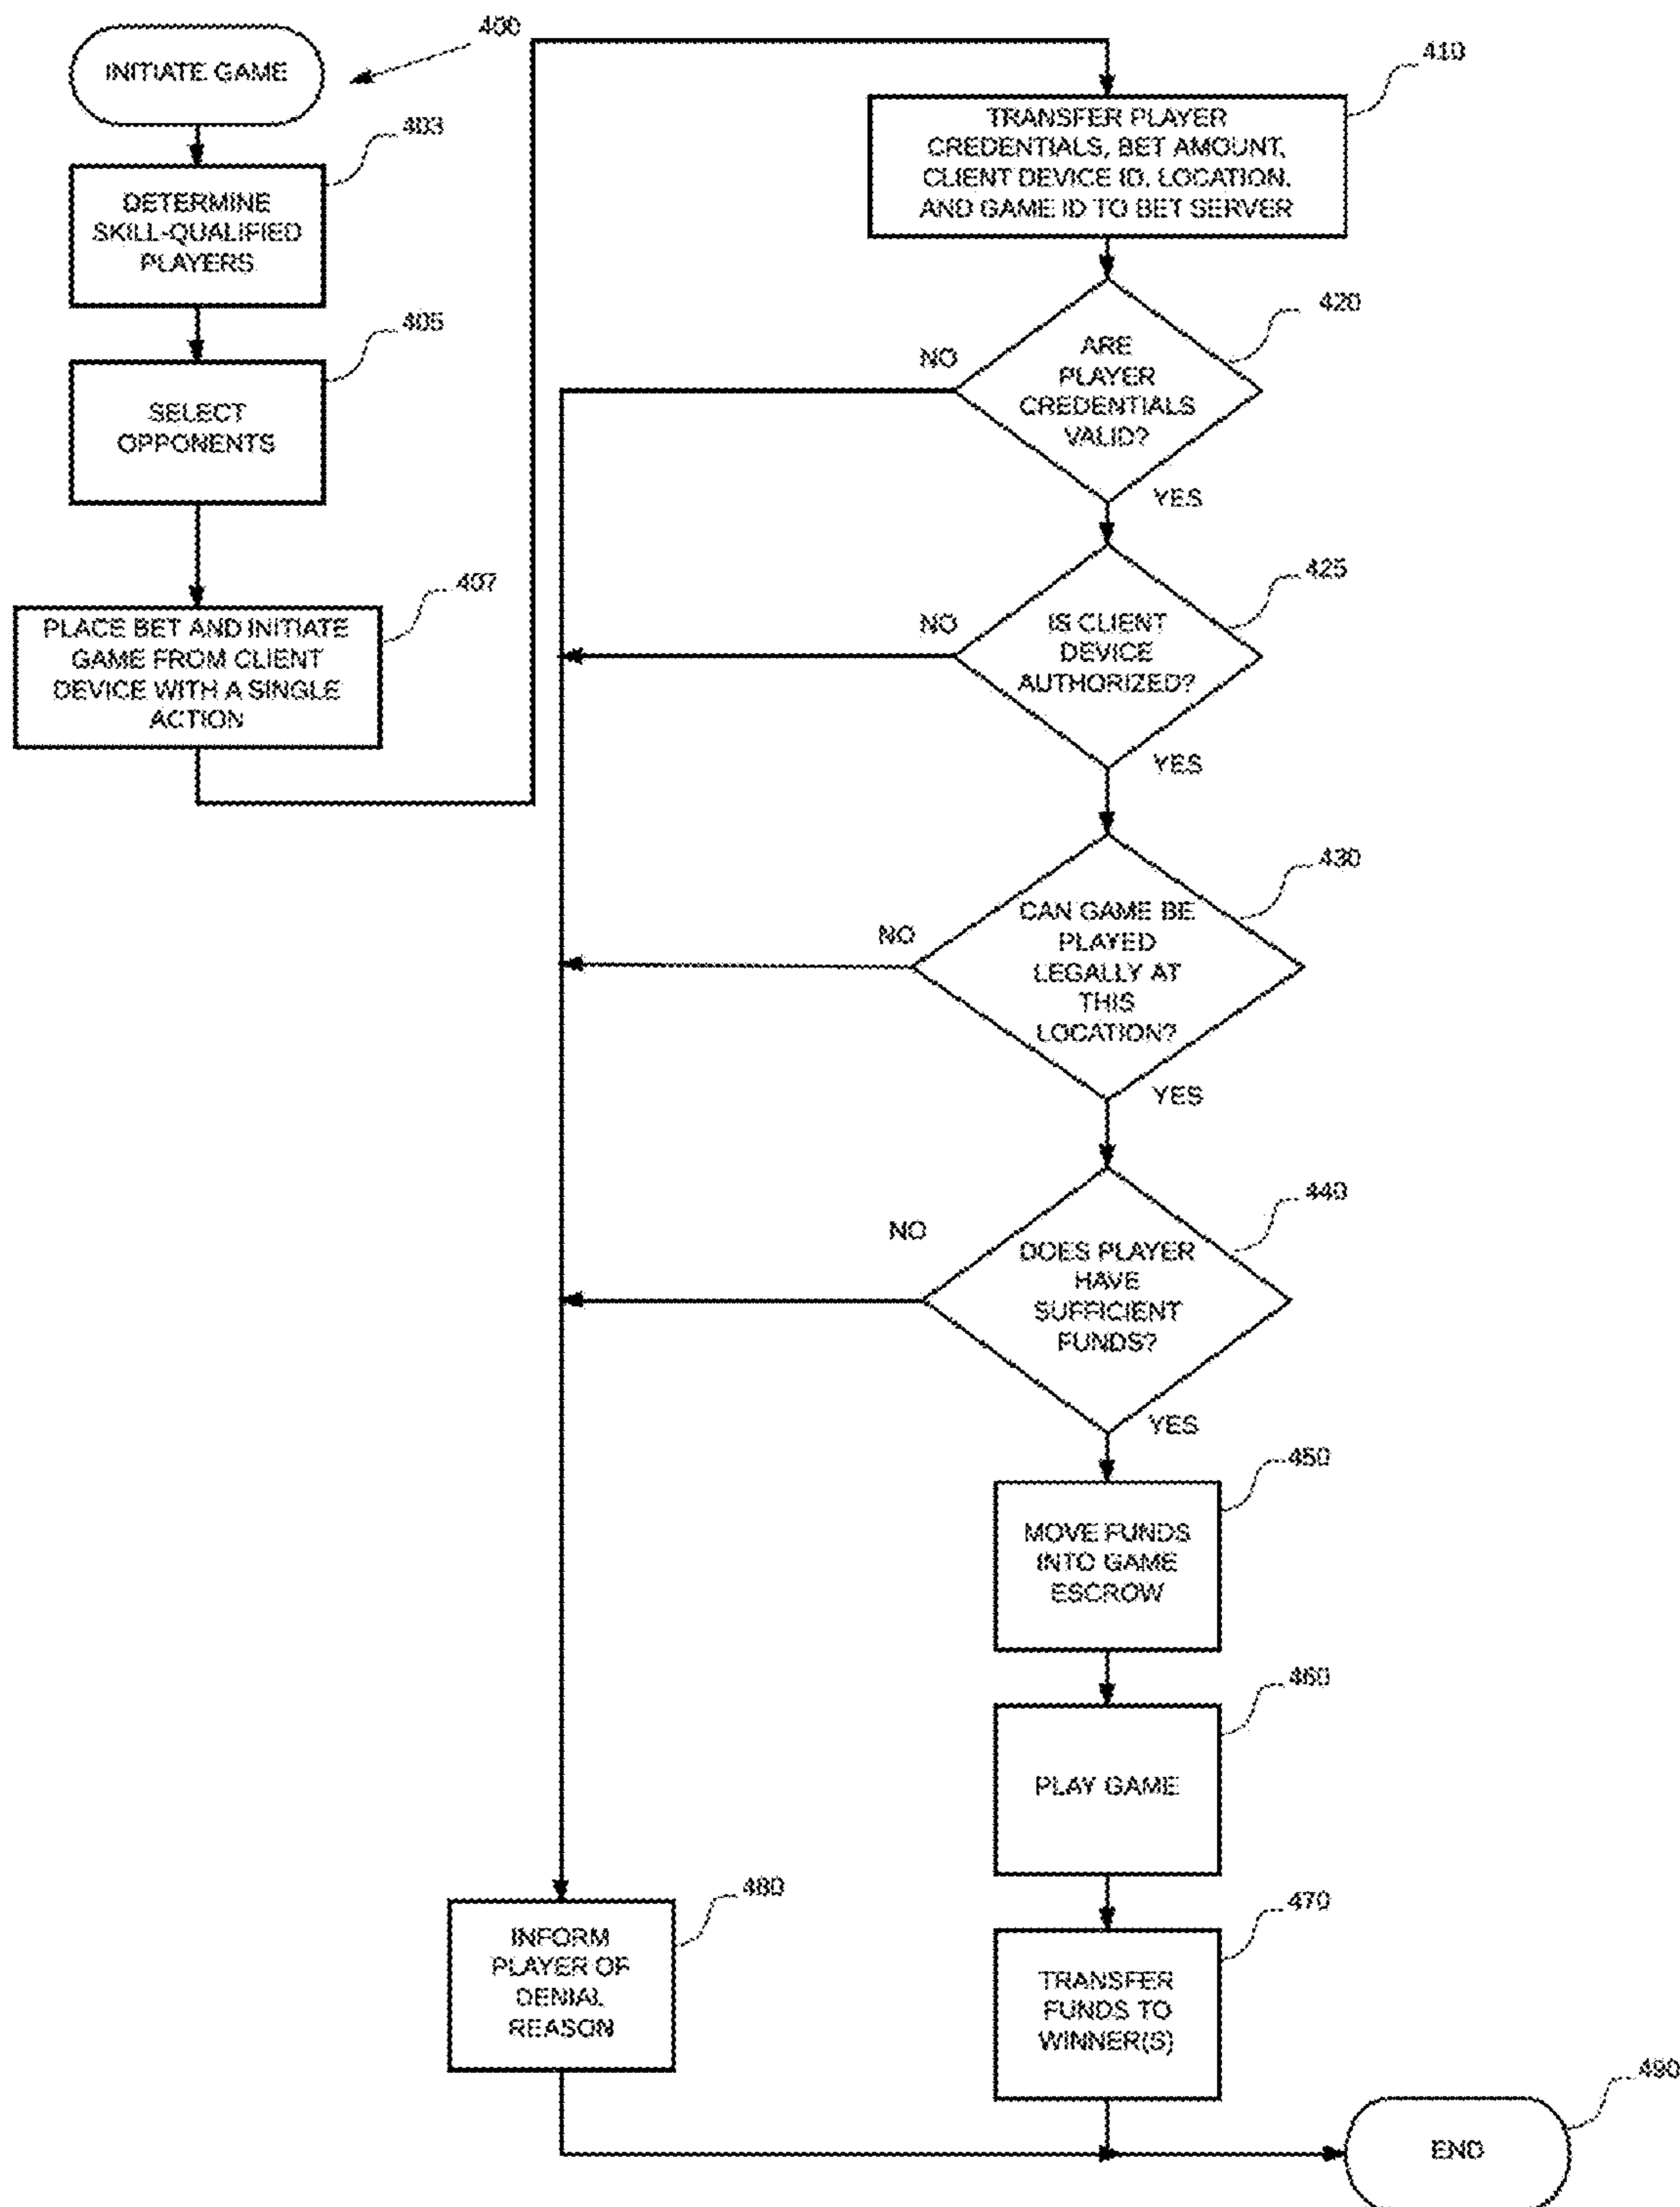 INITIATE GAME
400
403
DETERMINE
SKILL-QUALIFIED
PLAYERS
405
SELECT
OPPONENTS
407
PLACE BET AND INITIATE
GAME FROM CLIENT
DEVICE WITH A SINGLE
ACTION
410
TRANSFER PLAYER
CREDENTIALS, BET AMOUNT,
CLIENT DEVICE ID, LOCATION,
AND GAME ID TO BET SERVER
420
ARE
PLAYER
CREDENTIALS
VALID?
NO
YES
425
IS CLIENT
DEVICE
AUTHORIZED?
NO
YES
430
CAN GAME BE
PLAYED
LEGALLY AT
THIS
LOCATION?
NO
YES
440
DOES PLAYER
HAVE
SUFFICIENT
FUNDS?
NO
YES
450
MOVE FUNDS
INTO GAME
ESCROW
460
PLAY GAME
470
TRANSFER
FUNDS TO
WINNER(S)
480
INFORM
PLAYER OF
DENIAL
REASON
490
END